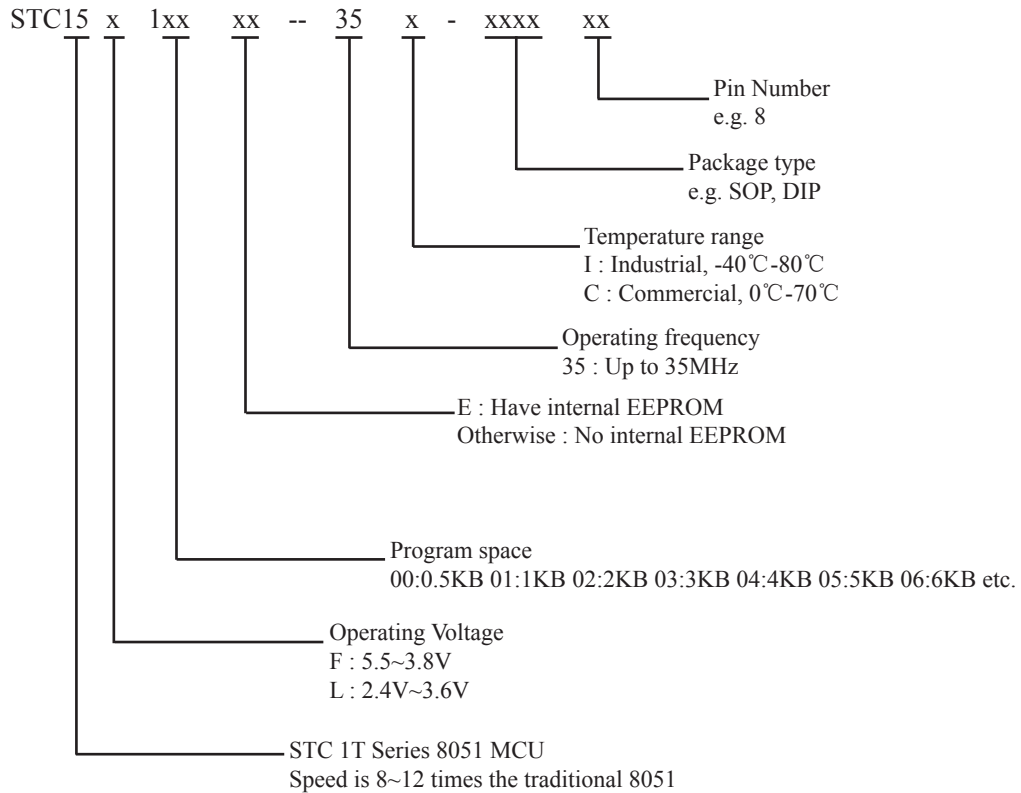 STC15 x 1xx xx -- 35 x - xxxx xx
Pin Number
e.g. 8
Package type
e.g. SOP, DIP
Temperature range
I : Industrial, -40℃-80℃
C : Commercial, 0℃-70℃
Operating frequency
35 : Up to 35MHz
E : Have internal EEPROM
Otherwise : No internal EEPROM
Program space
00:0.5KB 01:1KB 02:2KB 03:3KB 04:4KB 05:5KB 06:6KB etc.
Operating Voltage
F : 5.5~3.8V
L : 2.4V~3.6V
STC 1T Series 8051 MCU
Speed is 8~12 times the traditional 8051